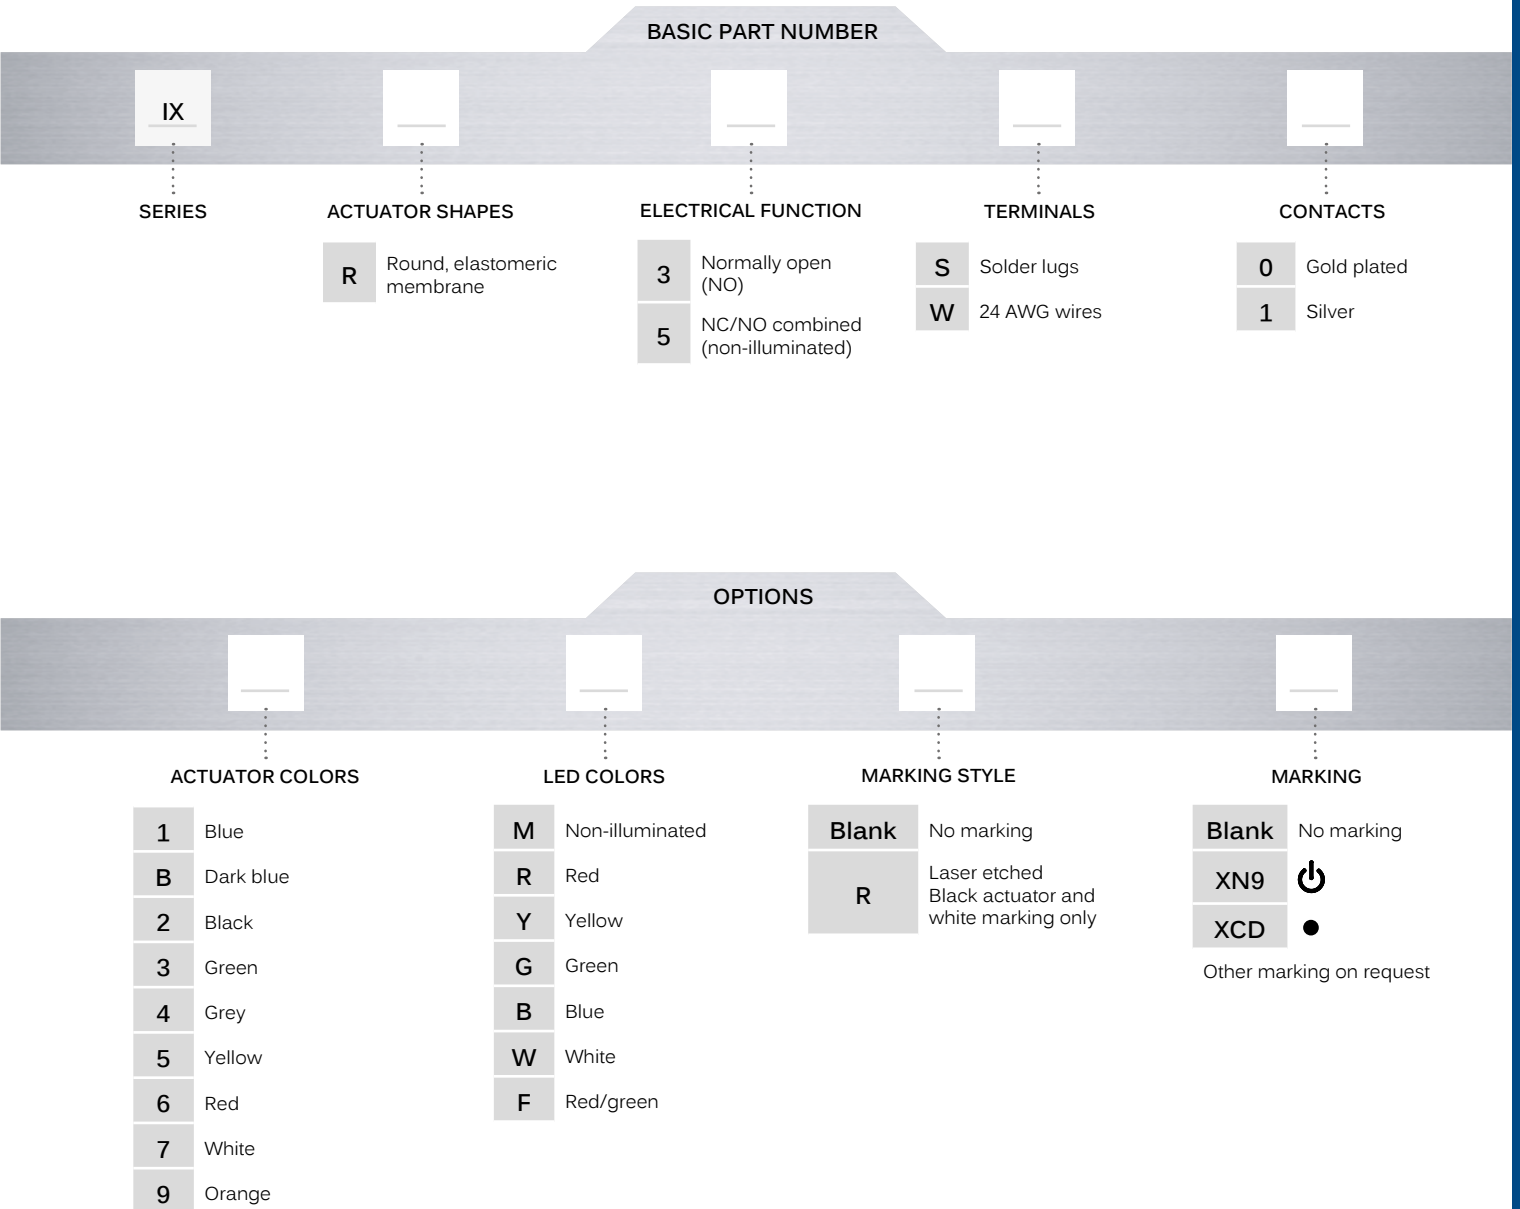 BASIC PART NUMBER
IX
SERIES
ACTUATOR SHAPES
R
Round, elastomeric
membrane
ELECTRICAL FUNCTION
3
Normally open
(NO)
5
NC/NO combined
(non-illuminated)
TERMINALS
S Solder lugs
W 24 AWG wires
CONTACTS
0 Gold plated
1 Silver
OPTIONS
ACTUATOR COLORS
1 Blue
B Dark blue
2 Black
3 Green
4 Grey
5 Yellow
6 Red
7 White
9 Orange
LED COLORS
M Non-illuminated
R Red
Y Yellow
G Green
B Blue
W White
F Red/green
MARKING STYLE
Blank No marking
R
Laser etched
Black actuator and
white marking only
MARKING
Blank No marking
XN9
XCD
Other marking on request